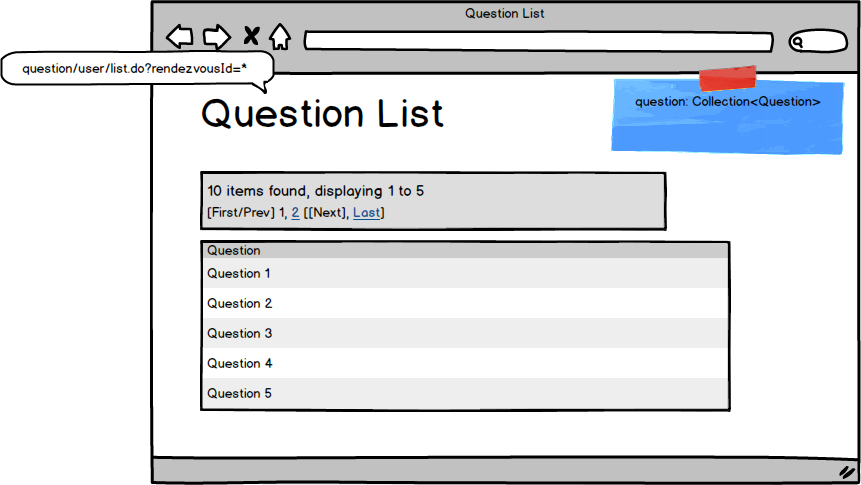 Question List
question/user/list.do?rendezvousId=*
question: Collection<Question>
Question List
10 items found, displaying 1 to 5
[First/Prev] 1, 2 [[Next], Last]
Question
Question 1
Question 2
Question 3
Question 4
Question 5